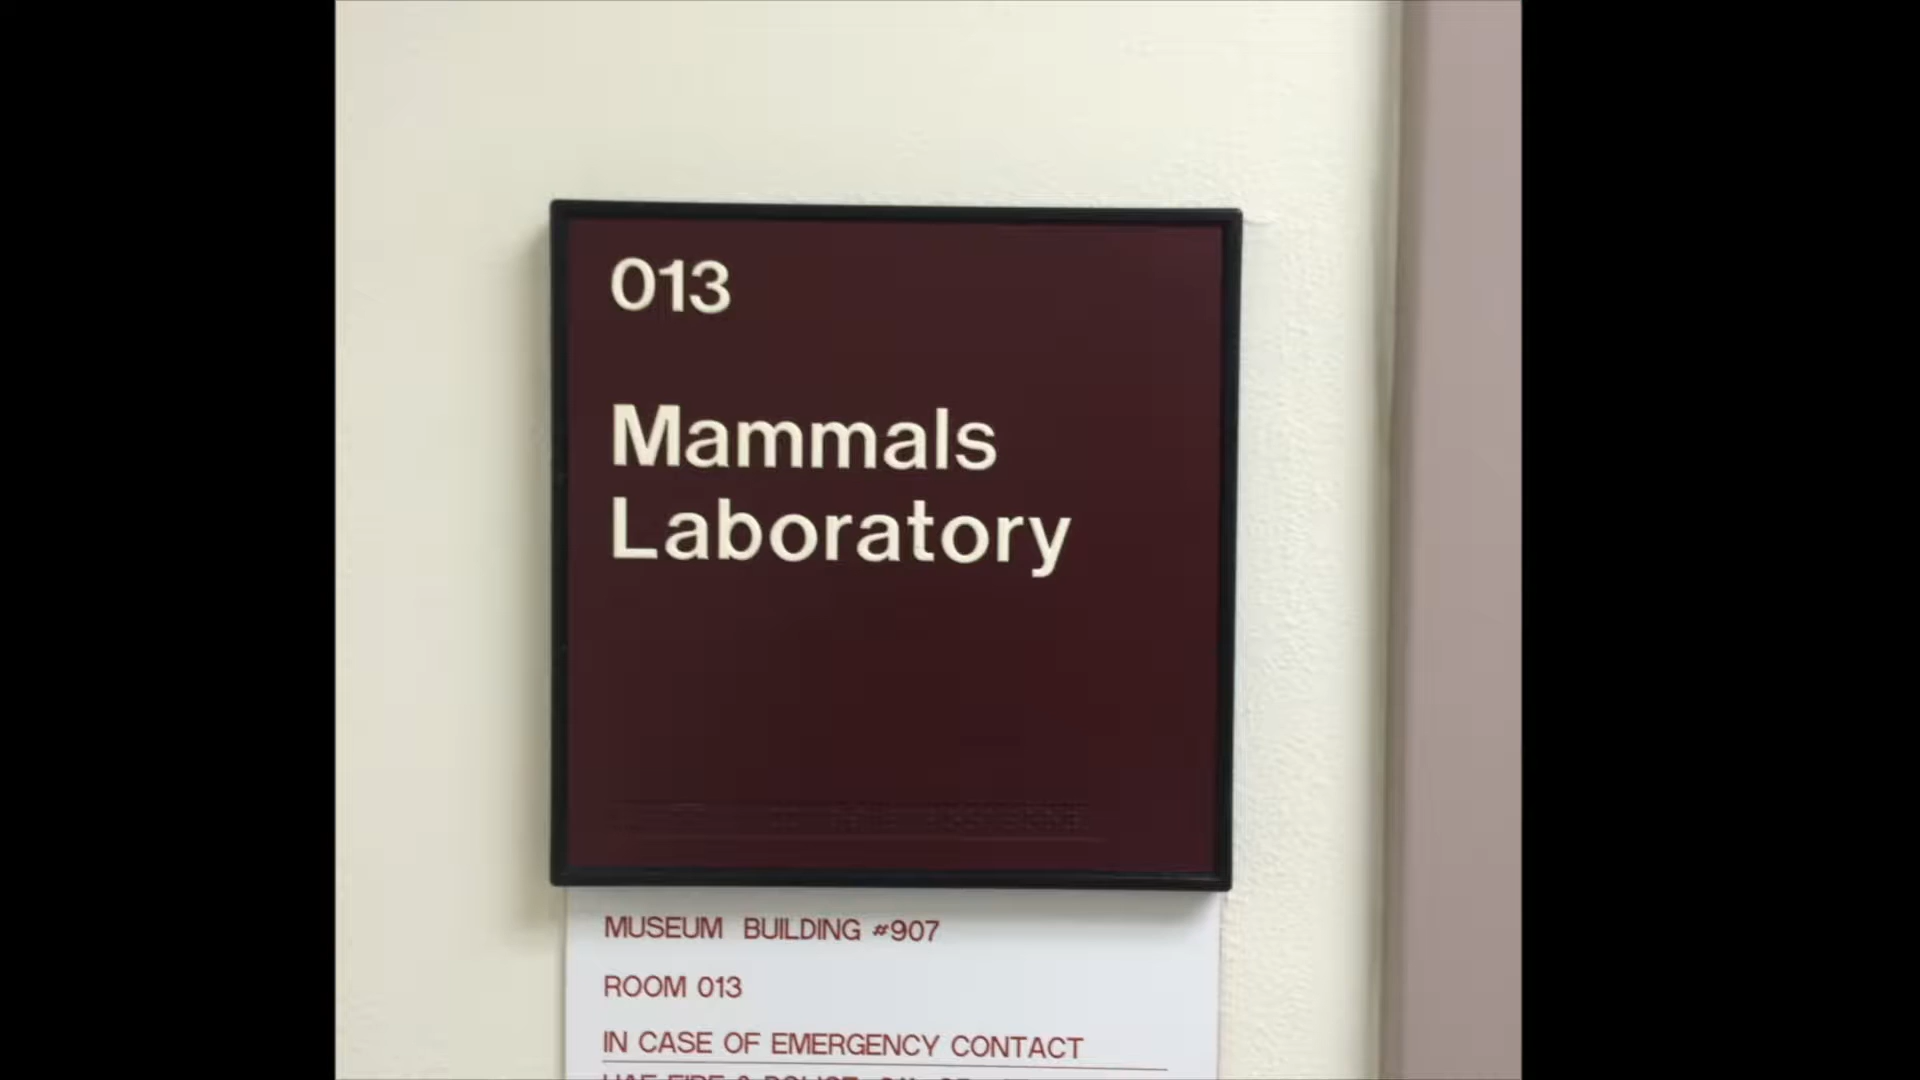 013
Mammals
Laboratory
MUSEUM BUILDING #907
ROOM 013
IN CASE OF EMERGENCY CONTACT